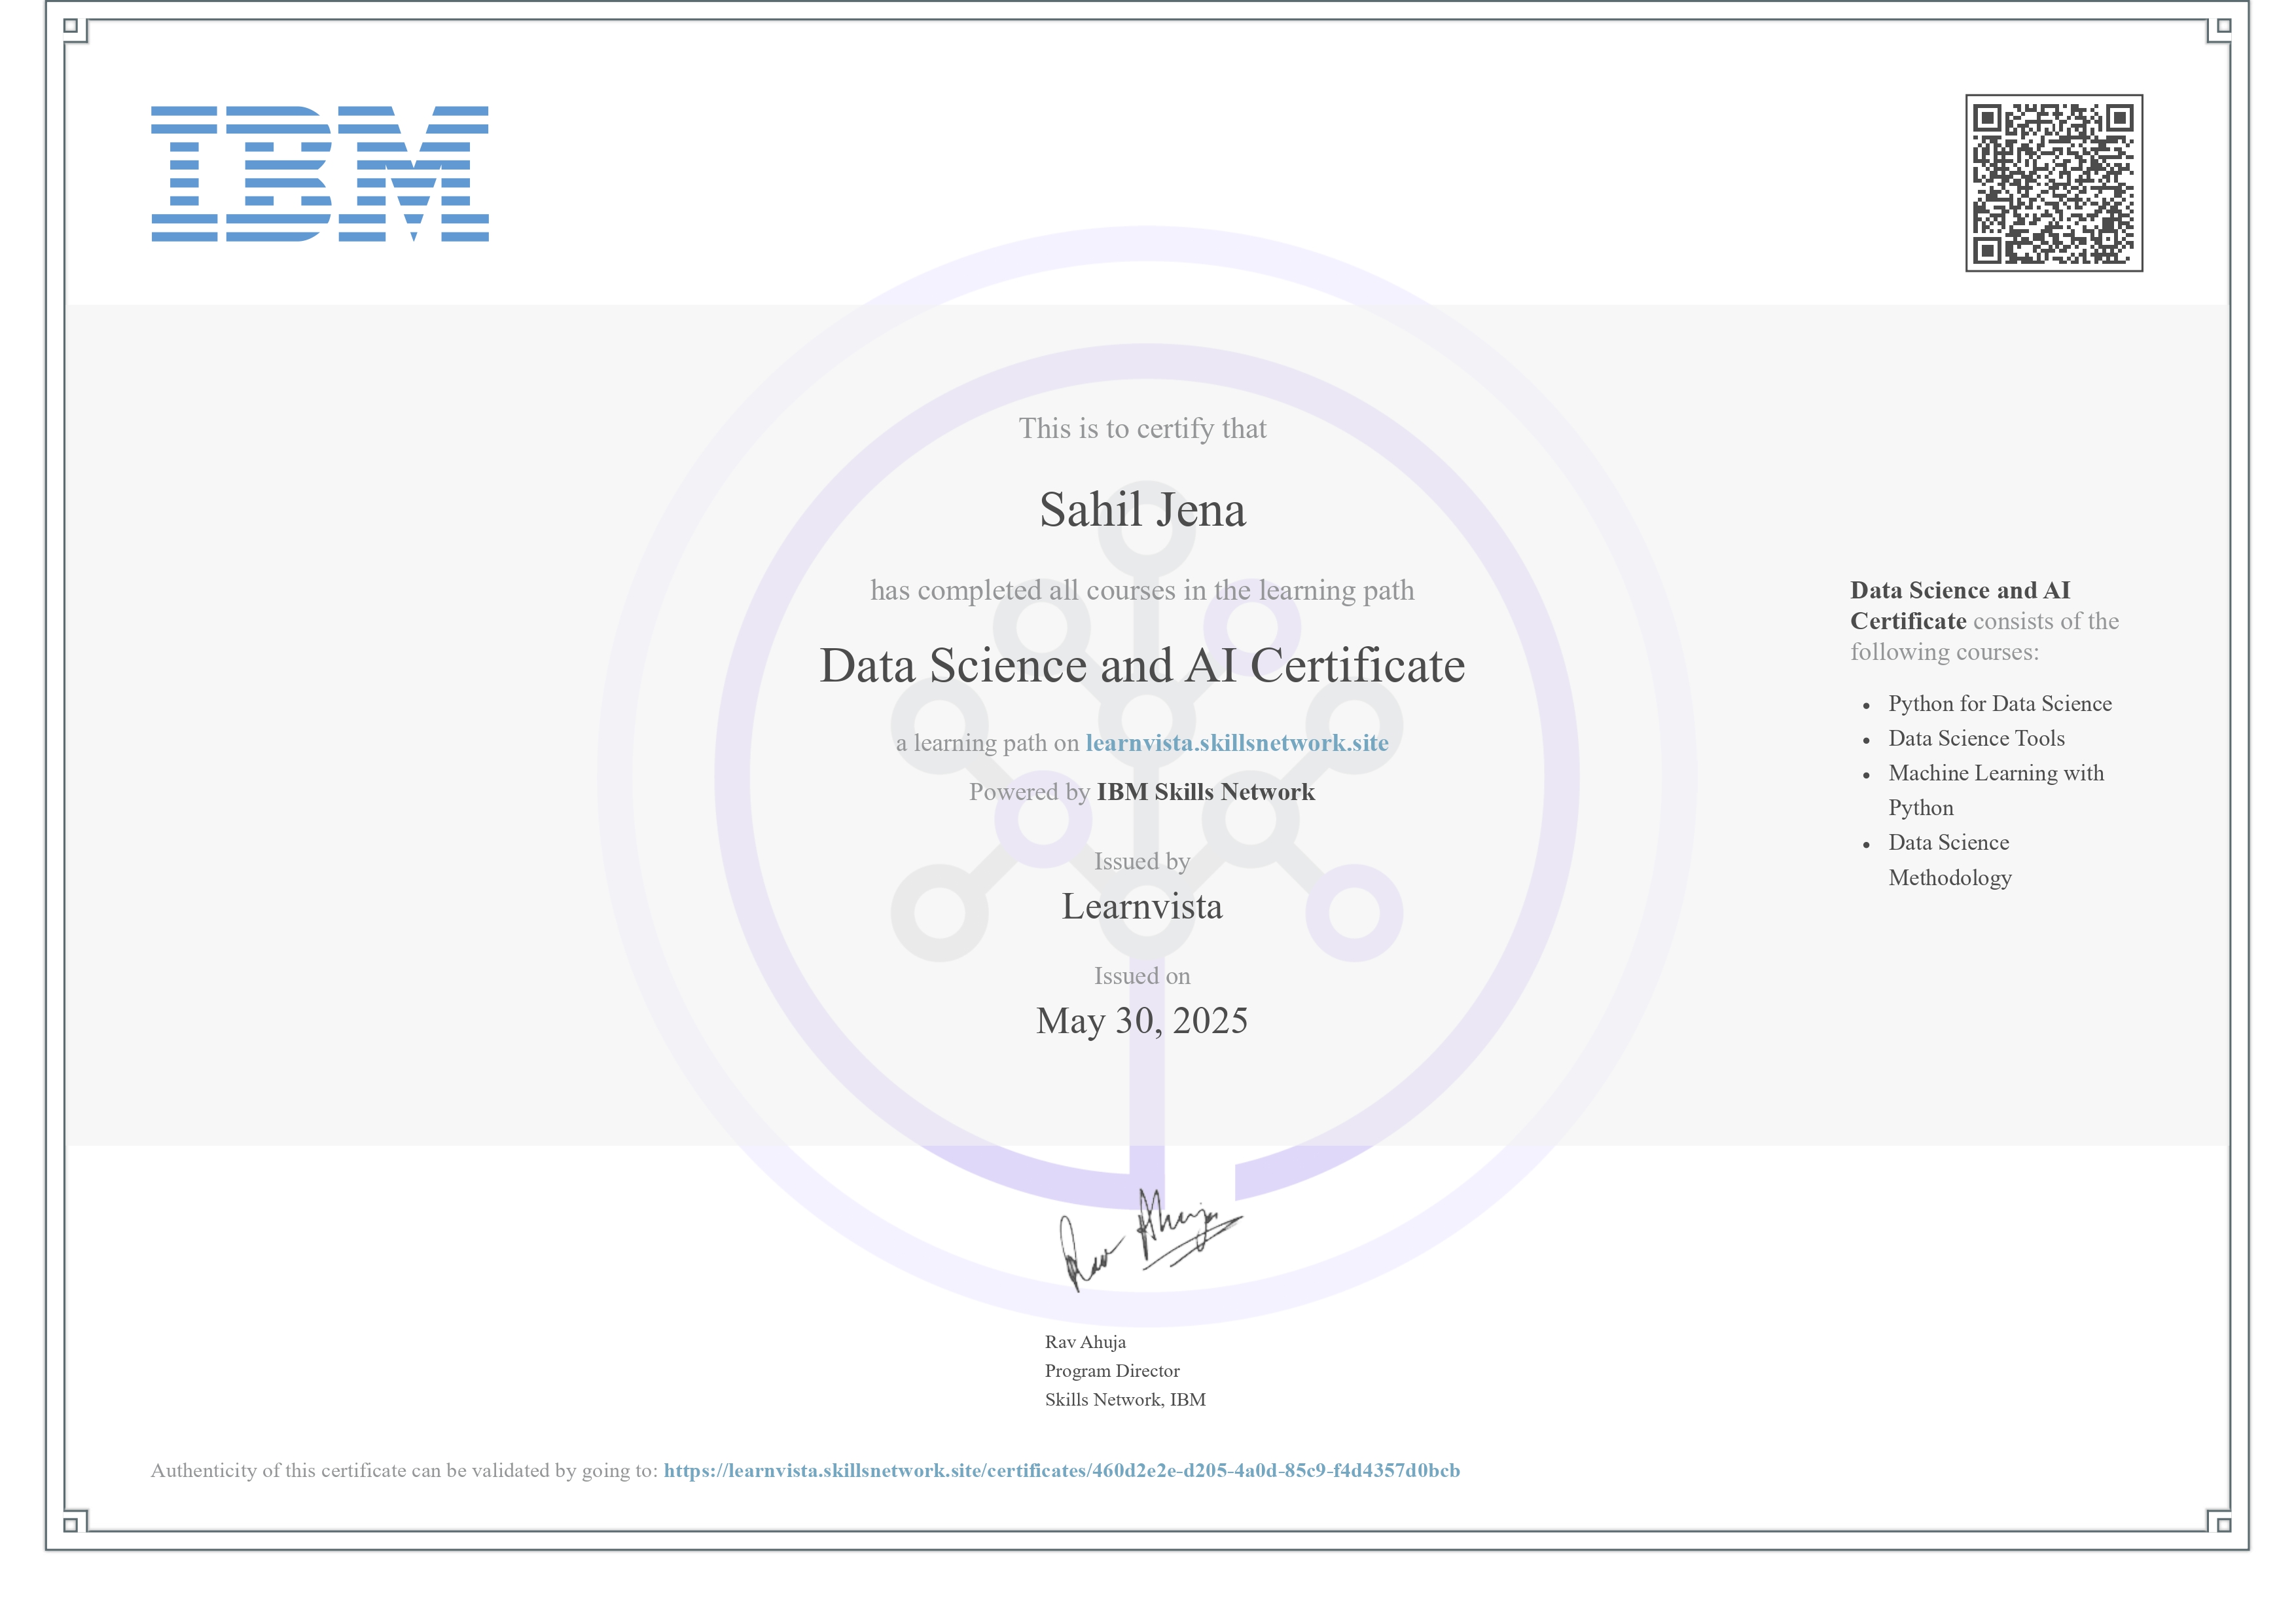 IBM
This is to certify that
Sahil Jena
has completed all courses in the learning path
Data Science and AI Certificate
a learning path on learnvista.skillsnetwork.site
Powered by IBM Skills Network
Issued by
Learnvista
Issued on
May 30, 2025
Data Science and AI
Certificate consists of the
following courses:
• Python for Data Science
• Data Science Tools
• Machine Learning with
Python
• Data Science
Methodology
Rav Ahuja
Rav Ahuja
Program Director
Skills Network, IBM
Authenticity of this certificate can be validated by going to: https://learnvista.skillsnetwork.site/certificates/460d2e2e-d205-4a0d-85c9-f4d4357d0bcb